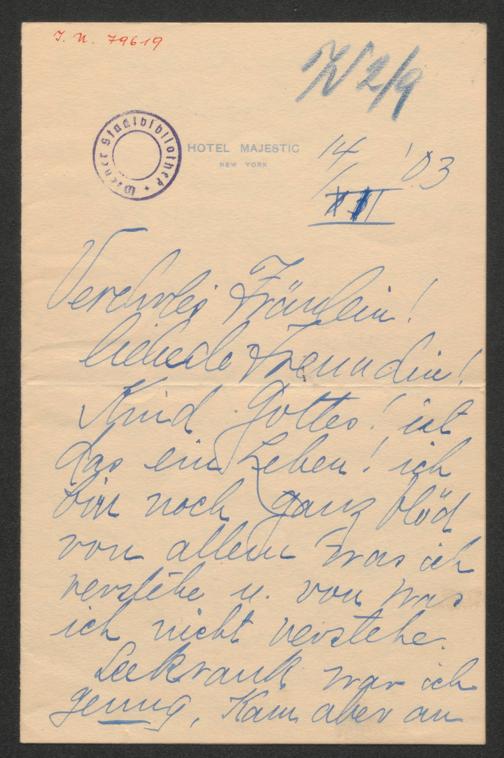 J. N. 79619
Wiener Stadtbibliothek
HOTEL MAJESTIC
NEW YORK
14/XII '03
Verehrtes Fräulein!
liebste Freundin!
Kind Gottes! ist
das ein Leben! ich
bin noch ganz blöd
von allem was ich
verstehe u. von was
ich nicht verstehe.
Seekrank war ich
genug, kam aber an